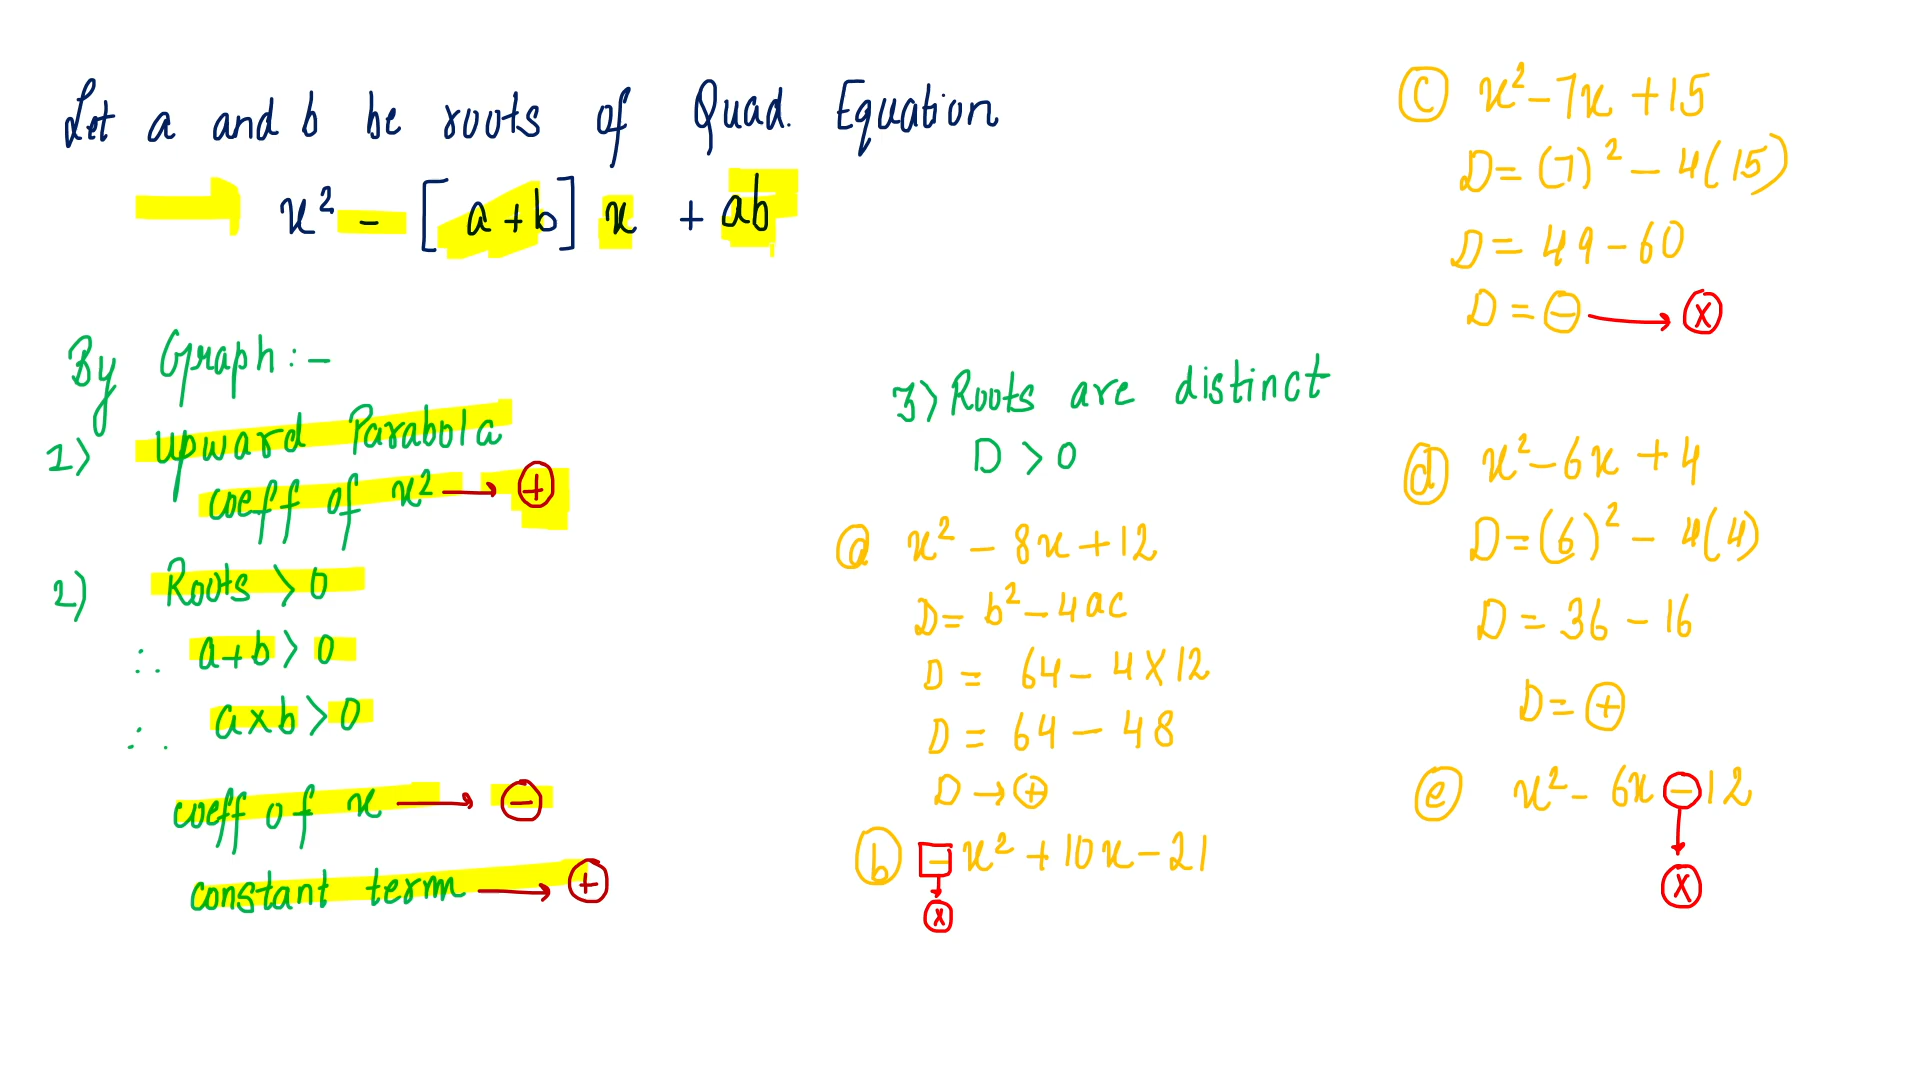 Let a and b be roots of Quad. Equation
x² - [a+b] x + ab
By Graph :-
1) Upward Parabola
coeff of x² → +
2) Roots > 0
∴ a+b > 0
∴ a×b > 0
coeff of x → -
constant term → +
3) Roots are distinct
D > 0
(a) x² - 8x + 12
D = b² - 4ac
D = 64 - 4×12
D = 64 - 48
D → +
(b) -x² + 10x - 21
x
(c) x² - 7x + 15
D = (7)² - 4(15)
D = 49 - 60
D = - → x
(d) x² - 6x + 4
D = (6)² - 4(4)
D = 36 - 16
D = +
(e) x² - 6x - 12
x